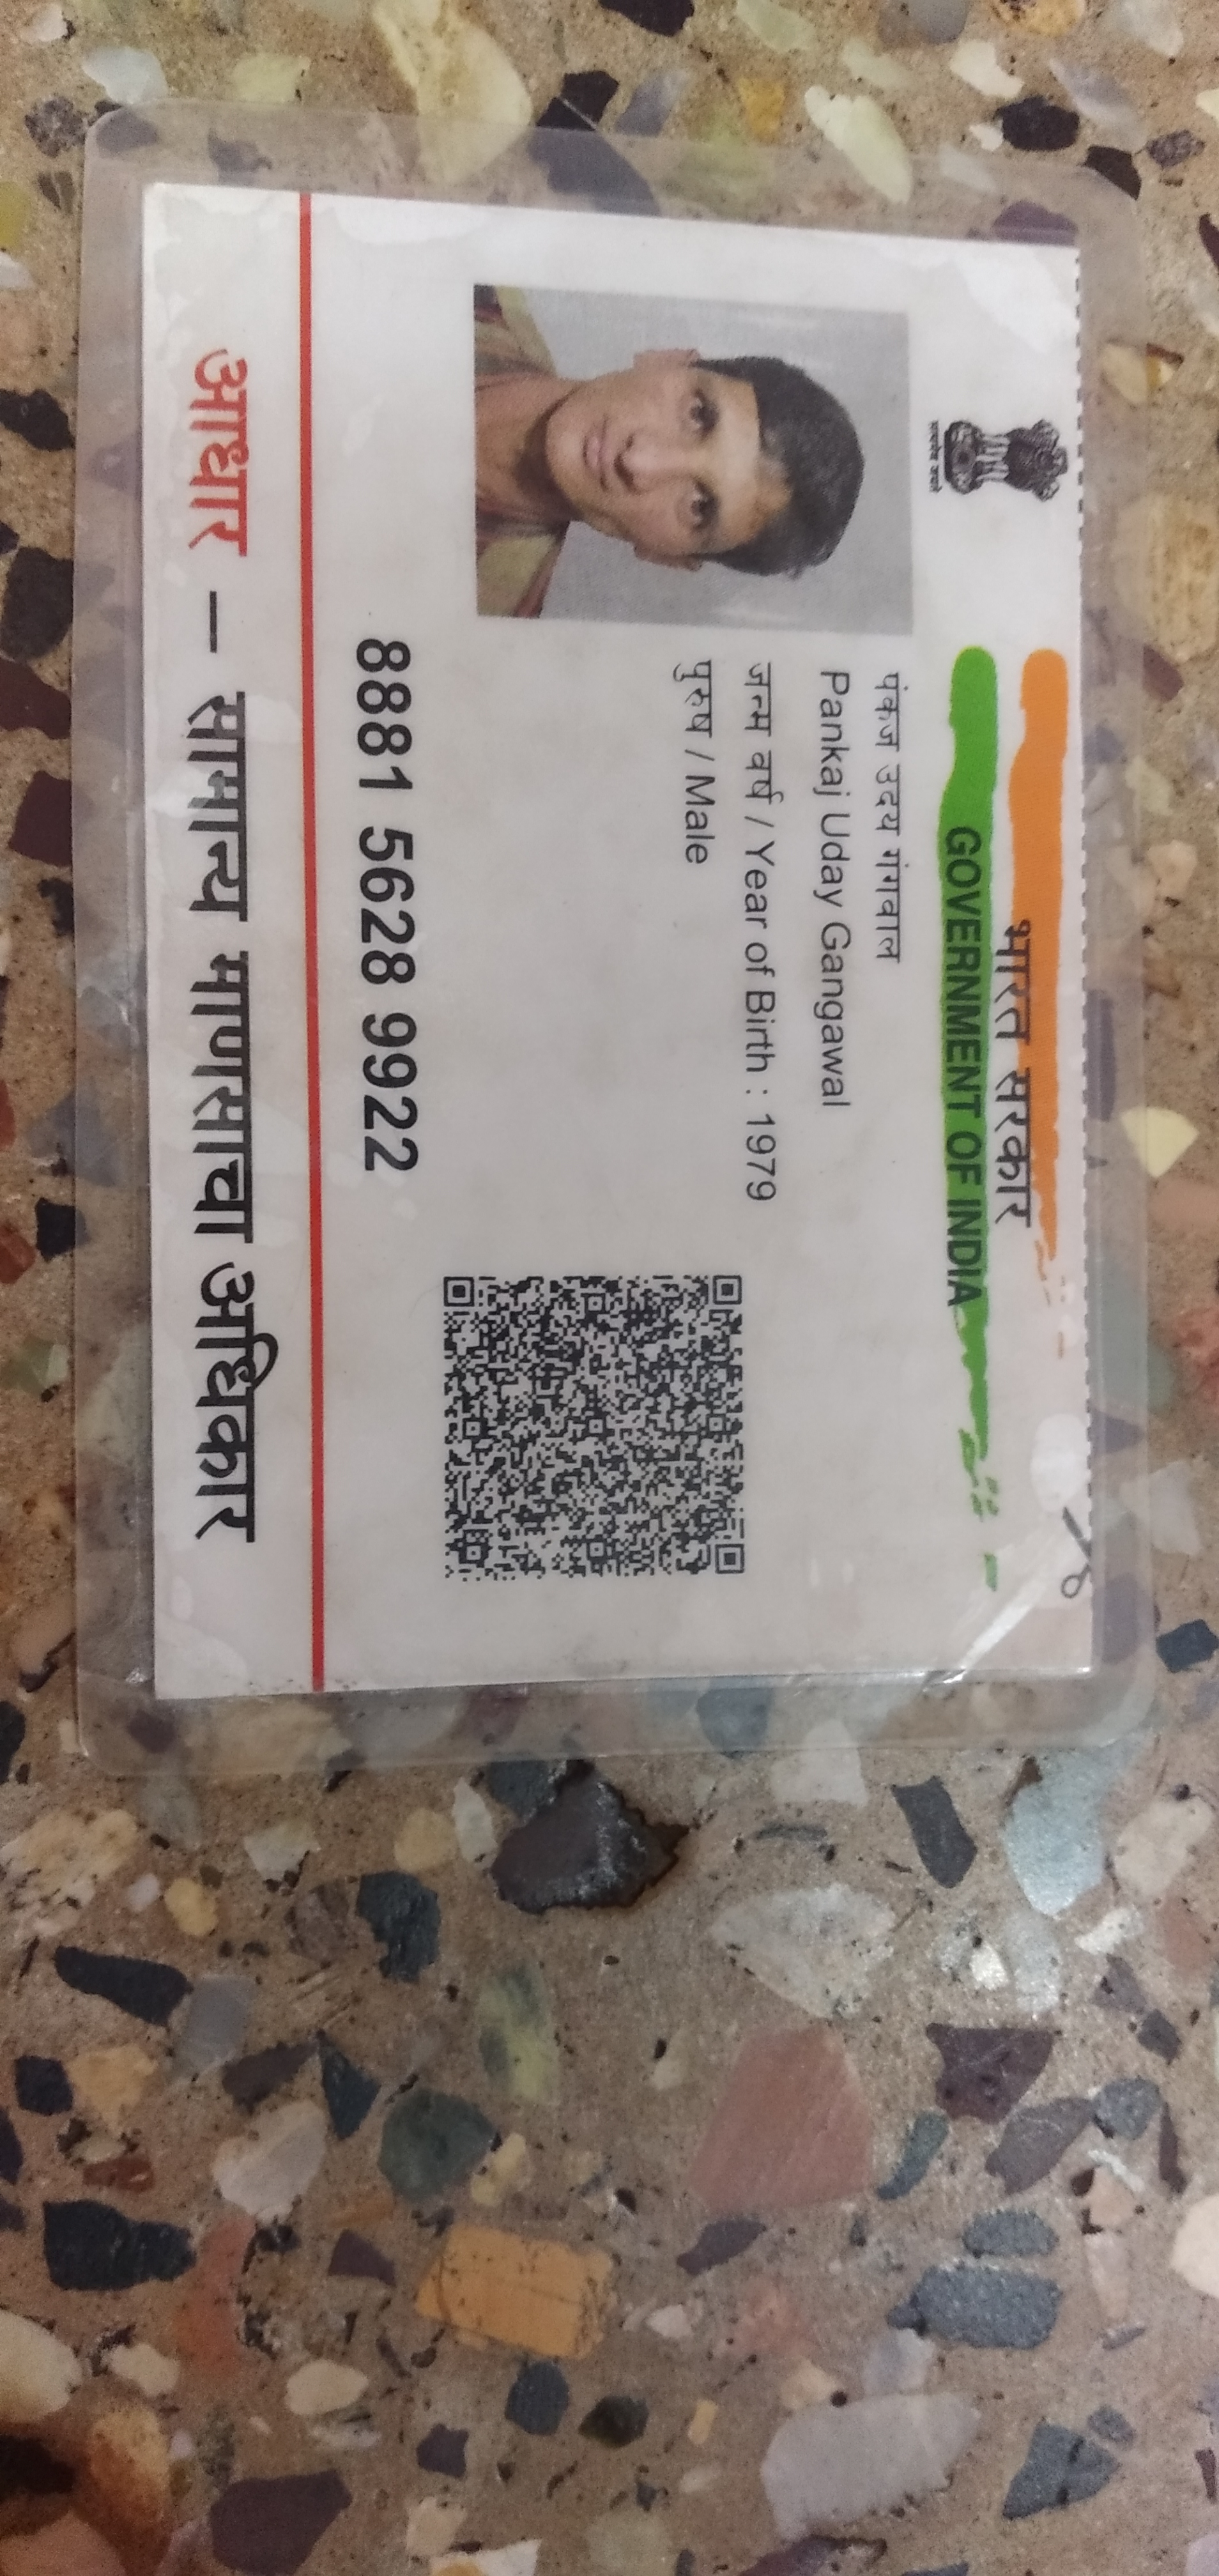 भारत सरकार
GOVERNMENT OF INDIA
पंकज उदय गंगवाल
Pankaj Uday Gangawal
जन्म वर्ष / Year of Birth : 1979
पुरुष / Male
8881 5628 9922
आधार – सामान्य माणसाचा अधिकार